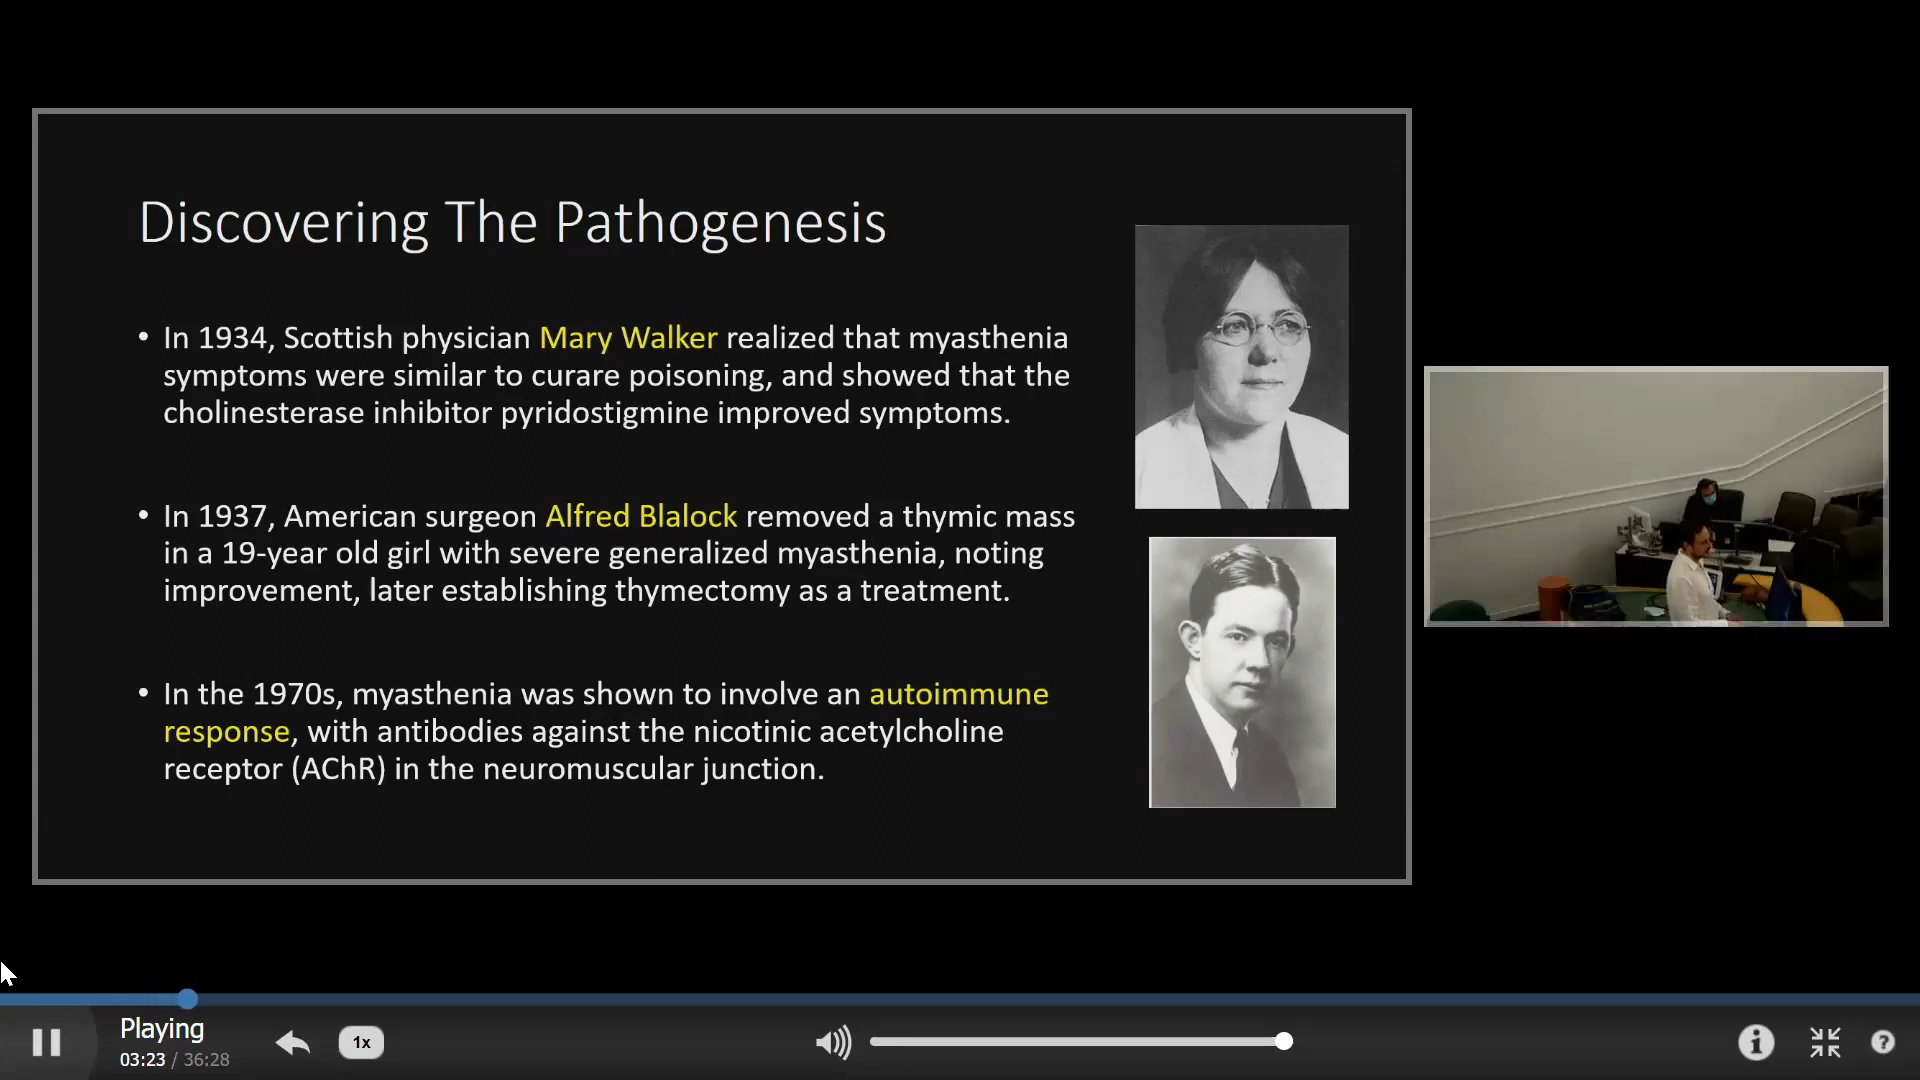 Discovering The Pathogenesis
• In 1934, Scottish physician Mary Walker realized that myasthenia
symptoms were similar to curare poisoning, and showed that the
cholinesterase inhibitor pyridostigmine improved symptoms.
• In 1937, American surgeon Alfred Blalock removed a thymic mass
in a 19-year old girl with severe generalized myasthenia, noting
improvement, later establishing thymectomy as a treatment.
• In the 1970s, myasthenia was shown to involve an autoimmune
response, with antibodies against the nicotinic acetylcholine
receptor (AChR) in the neuromuscular junction.
Playing
03:23 / 36:28
1x